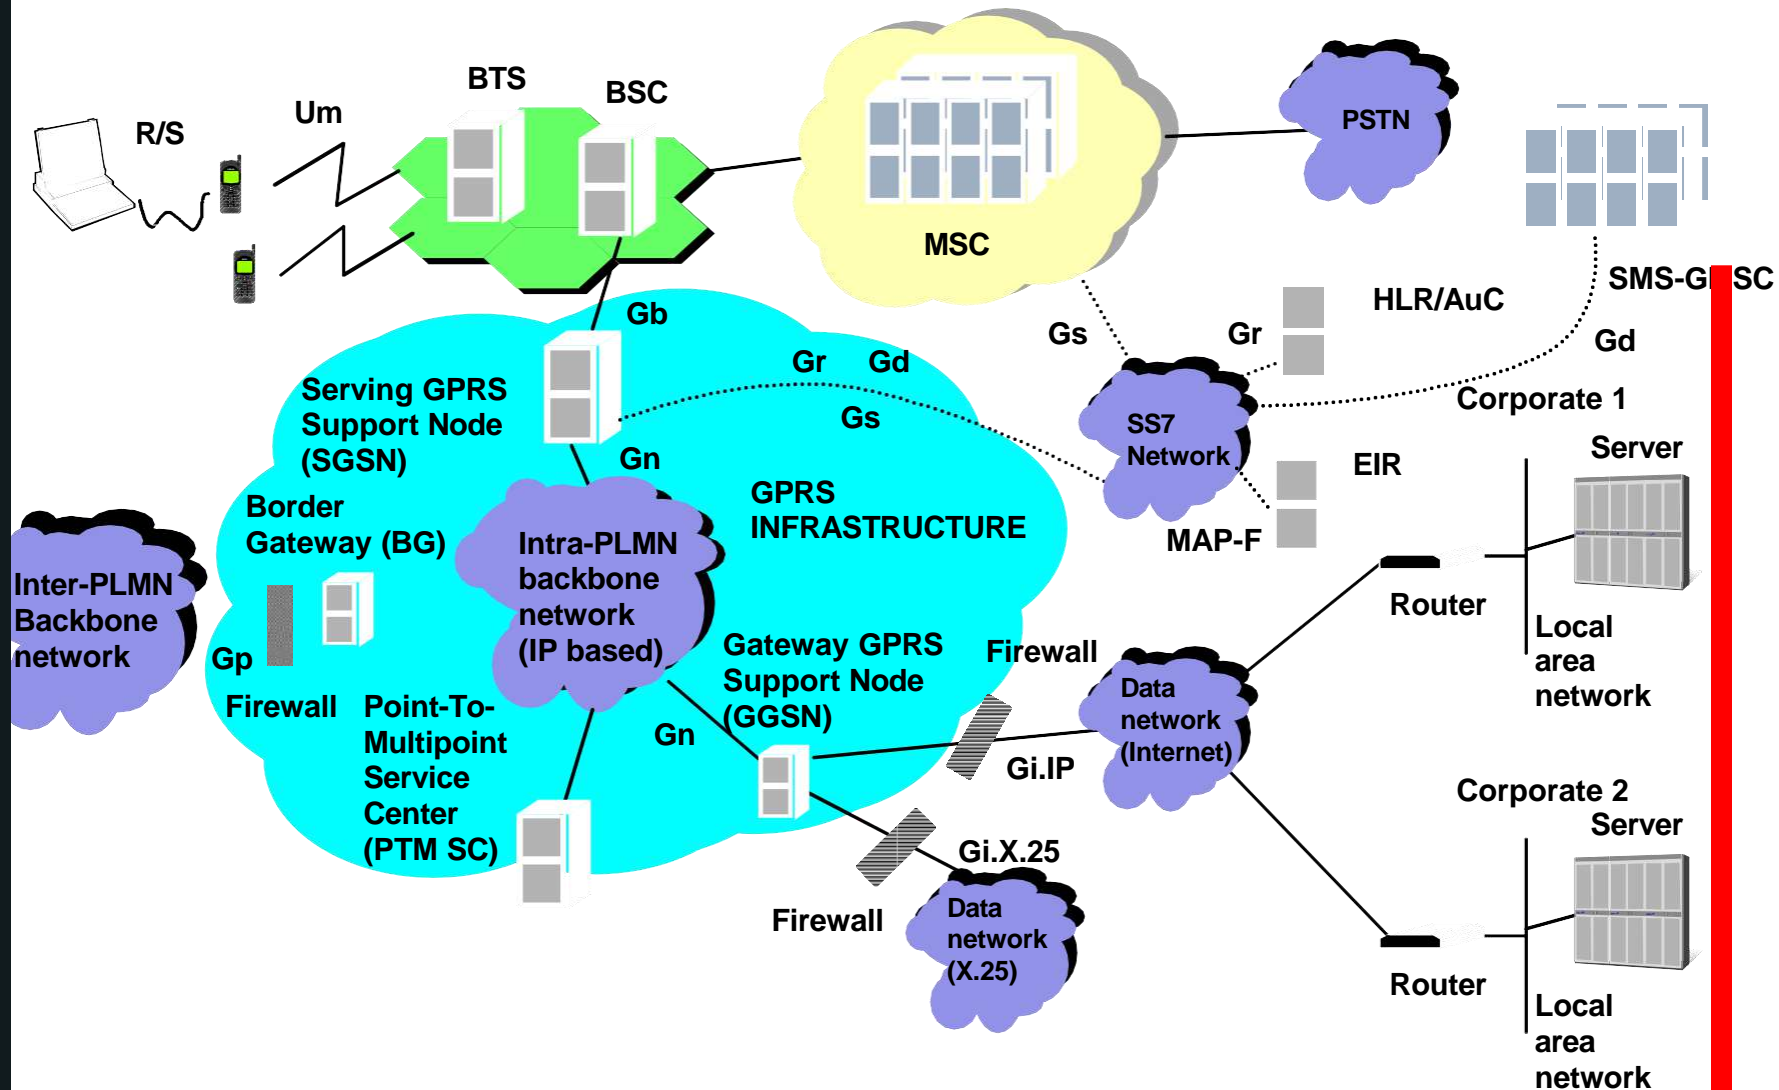 BTS
BSC
R/S
Um
PSTN
MSC
SMS-G
SC
HLR/AuC
Gb
Gs
Gr
Gd
Gr
Gd
Gs
Serving GPRS
Support Node
(SGSN)
Corporate 1
SS7
Network
Server
Gn
EIR
GPRS
INFRASTRUCTURE
Border
Gateway (BG)
MAP-F
Intra-PLMN
backbone
network
(IP based)
Inter-PLMN
Backbone
network
Router
Local
area
network
Gp
Firewall
Gateway GPRS
Support Node
(GGSN)
Firewall
Data
network
(Internet)
Point-To-
Multipoint
Service
Center
(PTM SC)
Gn
Gi.IP
Corporate 2
Server
Gi.X.25
Firewall
Data
network
(X.25)
Router
Local
area
network